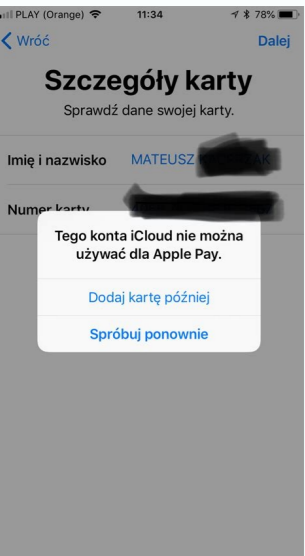 PLAY (Orange) 11:34 78%
Wróć Dalej
Szczegóły karty
Sprawdź dane swojej karty.
Imię i nazwisko MATEUSZ
Numer karty
Tego konta iCloud nie można
używać dla Apple Pay.
Dodaj kartę później
Spróbuj ponownie